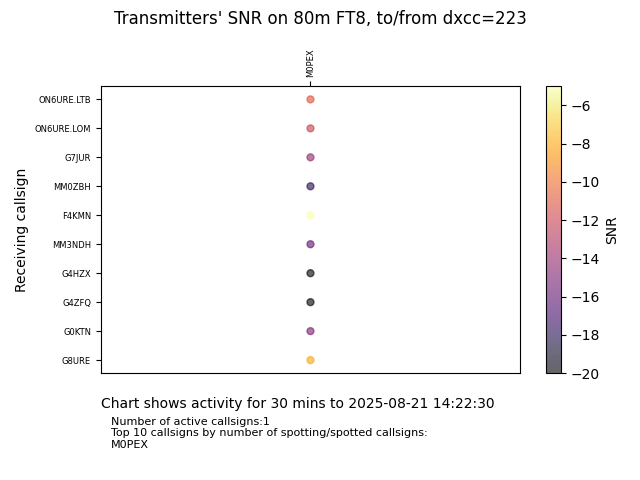 Transmitters' SNR on 80m FT8, to/from dxcc=223
M0PEX
ON6URE.LTB
ON6URE.LOM
G7JUR
MM0ZBH
F4KMN
MM3NDH
G4HZX
G4ZFQ
G0KTN
G8URE
Receiving callsign
−6
−8
−10
−12
−14
−16
−18
−20
SNR
Chart shows activity for 30 mins to 2025-08-21 14:22:30
Number of active callsigns:1
Top 10 callsigns by number of spotting/spotted callsigns:
M0PEX